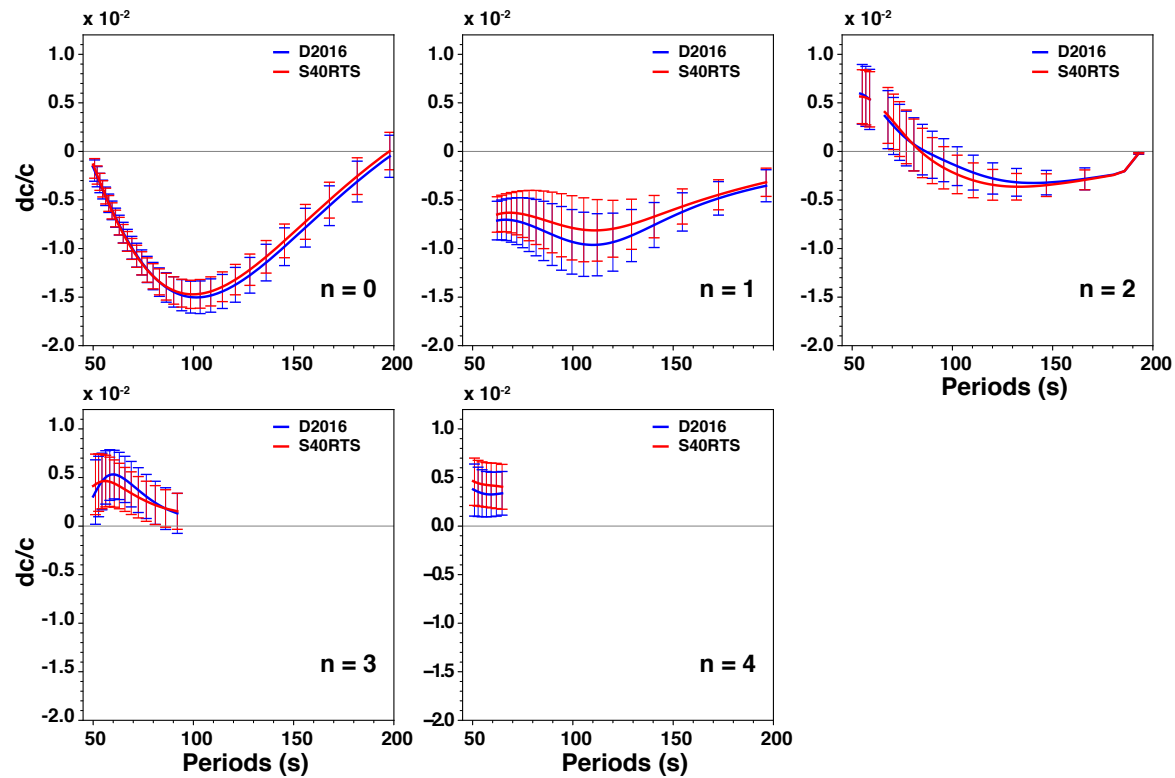 x 10⁻² x 10⁻² x 10⁻²
1.0 D2016 S40RTS 1.0 D2016 S40RTS 1.0 D2016 S40RTS
0.5 0.5 0.5
0 0 0
dc/c
-0.5 -0.5 -0.5
-1.0 -1.0 -1.0
n = 0 n = 1 n = 2
-1.5 -1.5 -1.5
-2.0 -2.0 -2.0
50 100 150 200 50 100 150 200 50 100 150 200
Periods (s)
x 10⁻² x 10⁻²
1.0 D2016 S40RTS 1.0 D2016 S40RTS
0.5 0.5
0 0.0
dc/c
-0.5 −0.5
-1.0 −1.0
-1.5 −1.5
n = 3 n = 4
-2.0 −2.0
50 100 150 200 50 100 150 200
Periods (s) Periods (s)